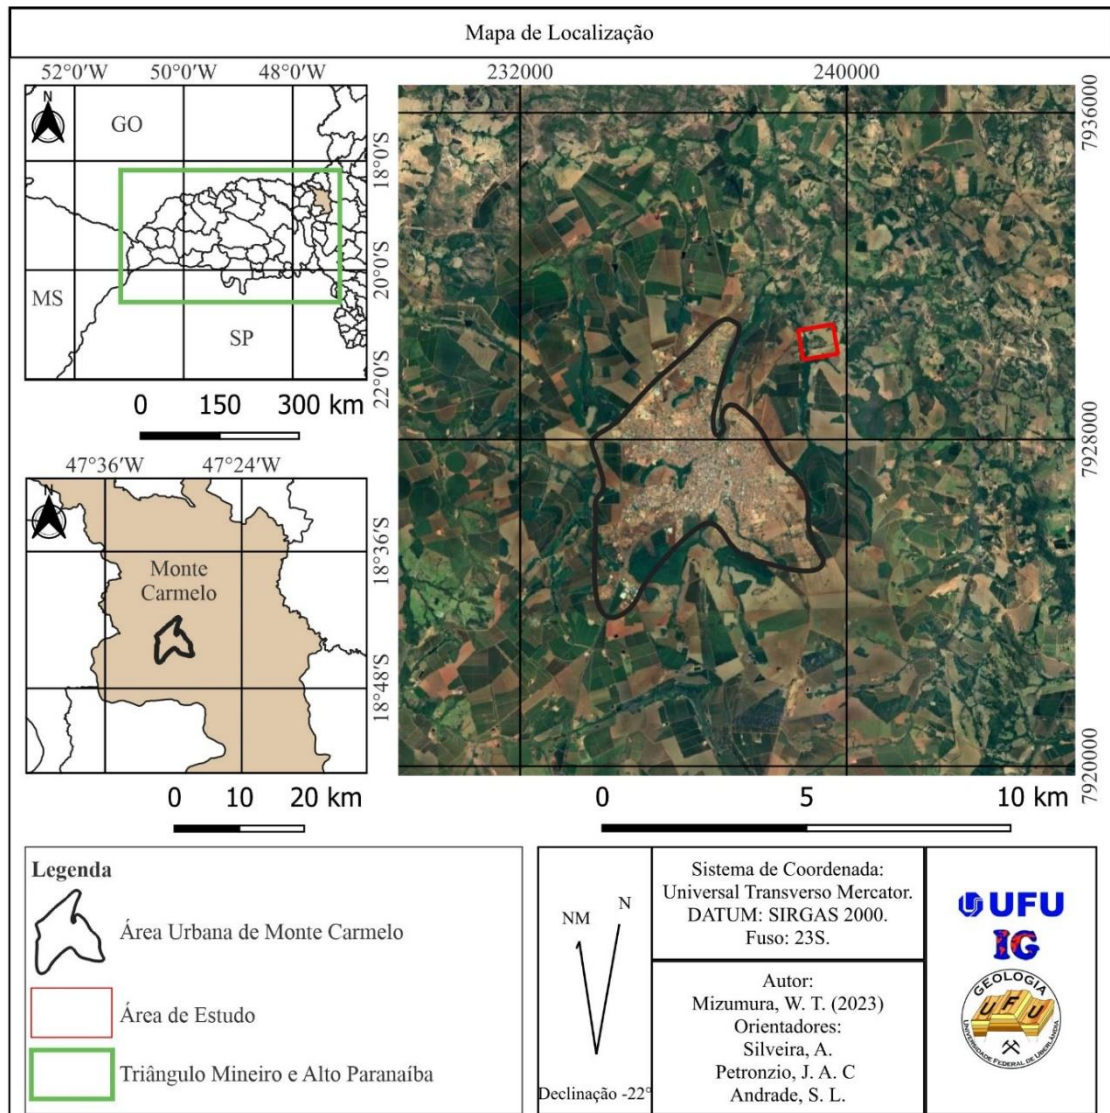 Mapa de Localização
52°0'W 50°0'W 48°0'W
N
GO
MS
SP
18°0'S
20°0'S
22°0'S
0 150 300 km
47°36'W 47°24'W
N
Monte
Carmelo
18°36'S
18°48'S
0 10 20 km
232000 240000
7936000
7928000
7920000
0 5 10 km
Legenda
Área Urbana de Monte Carmelo
Área de Estudo
Triângulo Mineiro e Alto Paranaíba
NM N
Declinação -22°
Sistema de Coordenada:
Universal Transverso Mercator.
DATUM: SIRGAS 2000.
Fuso: 23S.
Autor:
Mizumura, W. T. (2023)
Orientadores:
Silveira, A.
Petronzio, J. A. C
Andrade, S. L.
UFU
IG
GEOLOGIA
UFU
UNIVERSIDADE FEDERAL DE UBERLÂNDIA